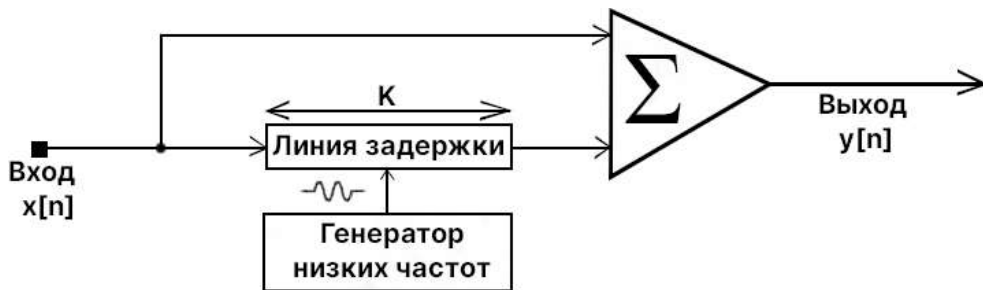 K
Σ
Линия задержки
Выход
y[n]
Вход
x[n]
Генератор
низких частот